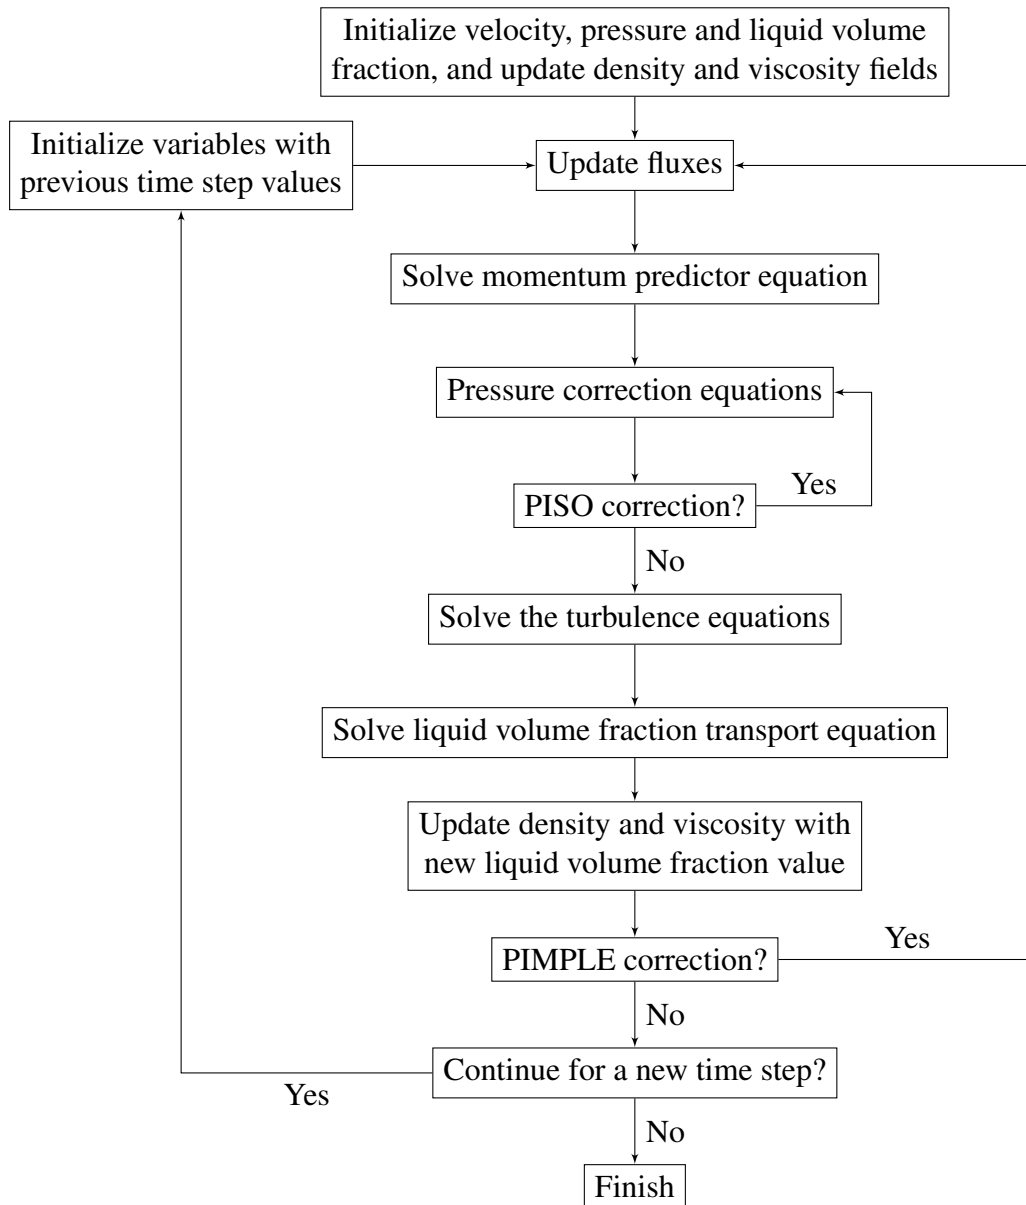 Initialize velocity, pressure and liquid volume
fraction, and update density and viscosity fields
Initialize variables with
previous time step values
Update fluxes
Solve momentum predictor equation
Pressure correction equations
PISO correction?
Yes
No
Solve the turbulence equations
Solve liquid volume fraction transport equation
Update density and viscosity with
new liquid volume fraction value
PIMPLE correction?
Yes
No
Continue for a new time step?
Yes
No
Finish